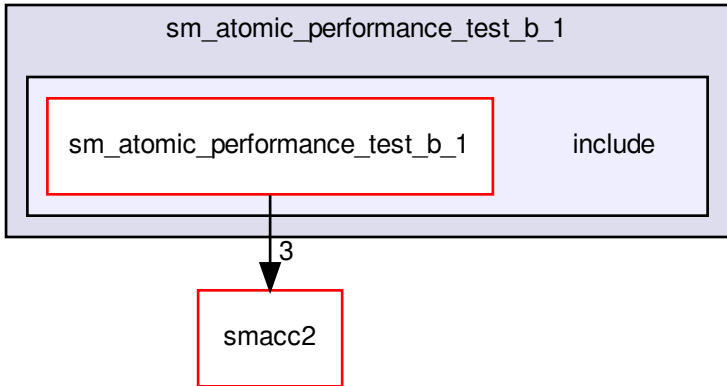 sm_atomic_performance_test_b_1
sm_atomic_performance_test_b_1
include
3
smacc2